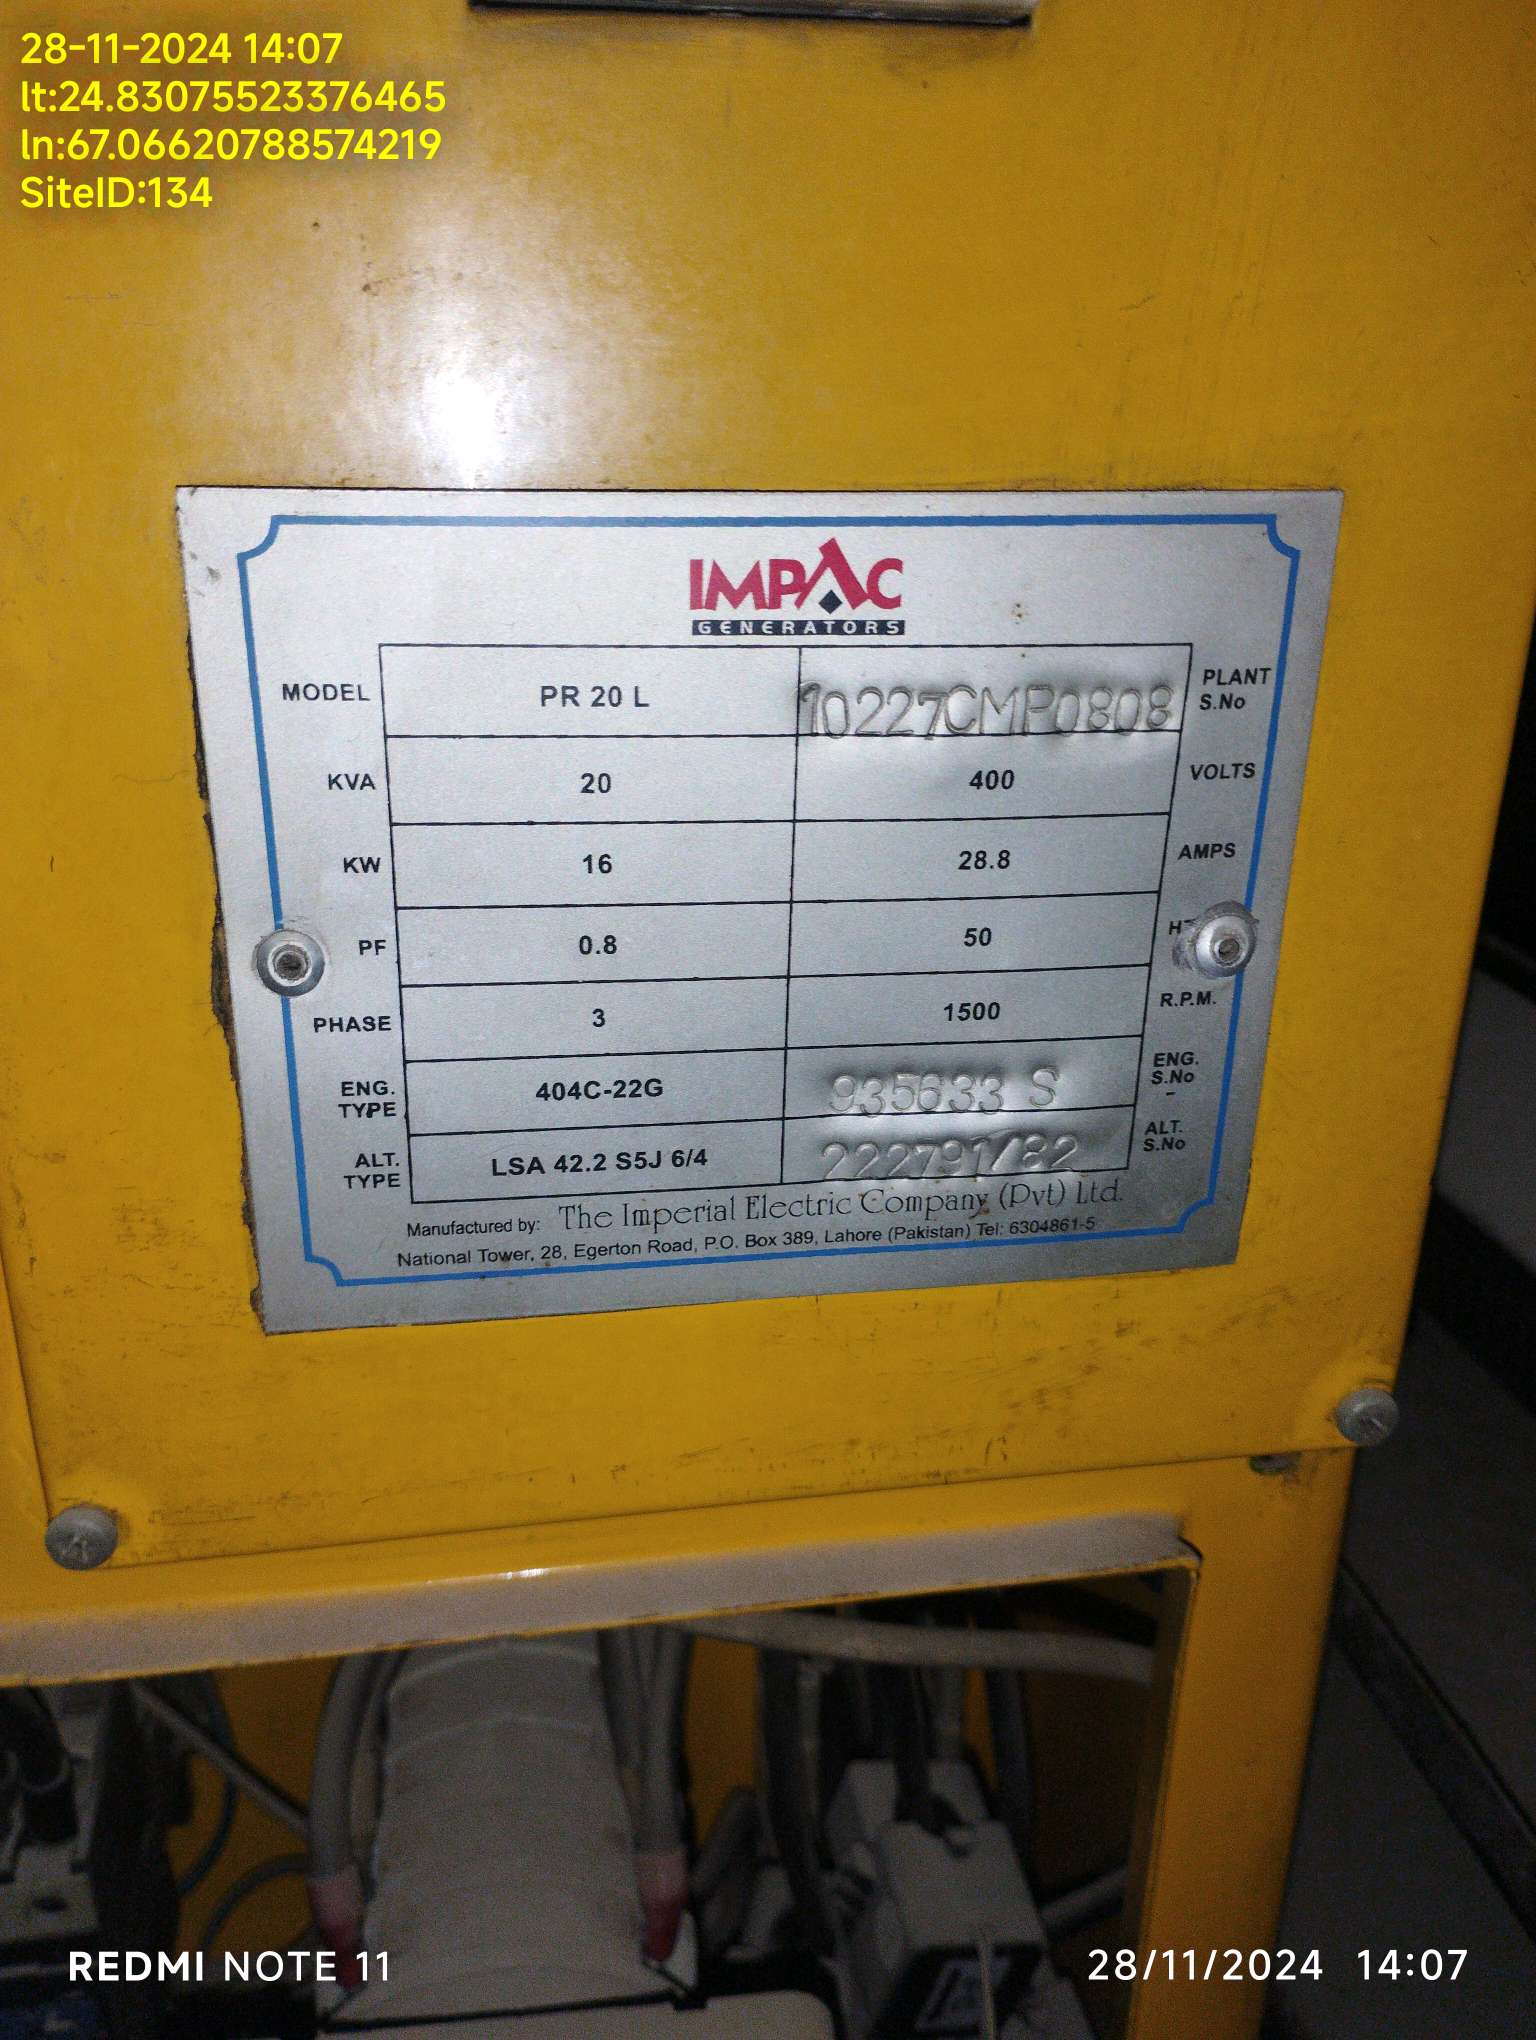 28-11-2024 14:07
lt:24.83075523376465
ln:67.06620788574219
SiteID:134
IMPAC
GENERATORS
MODEL PR 20 L 10227CMP0808 PLANT S.No
KVA 20 400 VOLTS
KW 16 28.8 AMPS
PF 0.8 50
PHASE 3 1500 R.P.M.
ENG. TYPE 404C-22G 935633 S ENG. S.No
ALT. TYPE LSA 42.2 S5J 6/4 222791/82 ALT. S.No
Manufactured by: The Imperial Electric Company (Pvt) Ltd.
National Tower, 28, Egerton Road, P.O. Box 389, Lahore (Pakistan) Tel: 6304861-5
REDMI NOTE 11
28/11/2024 14:07